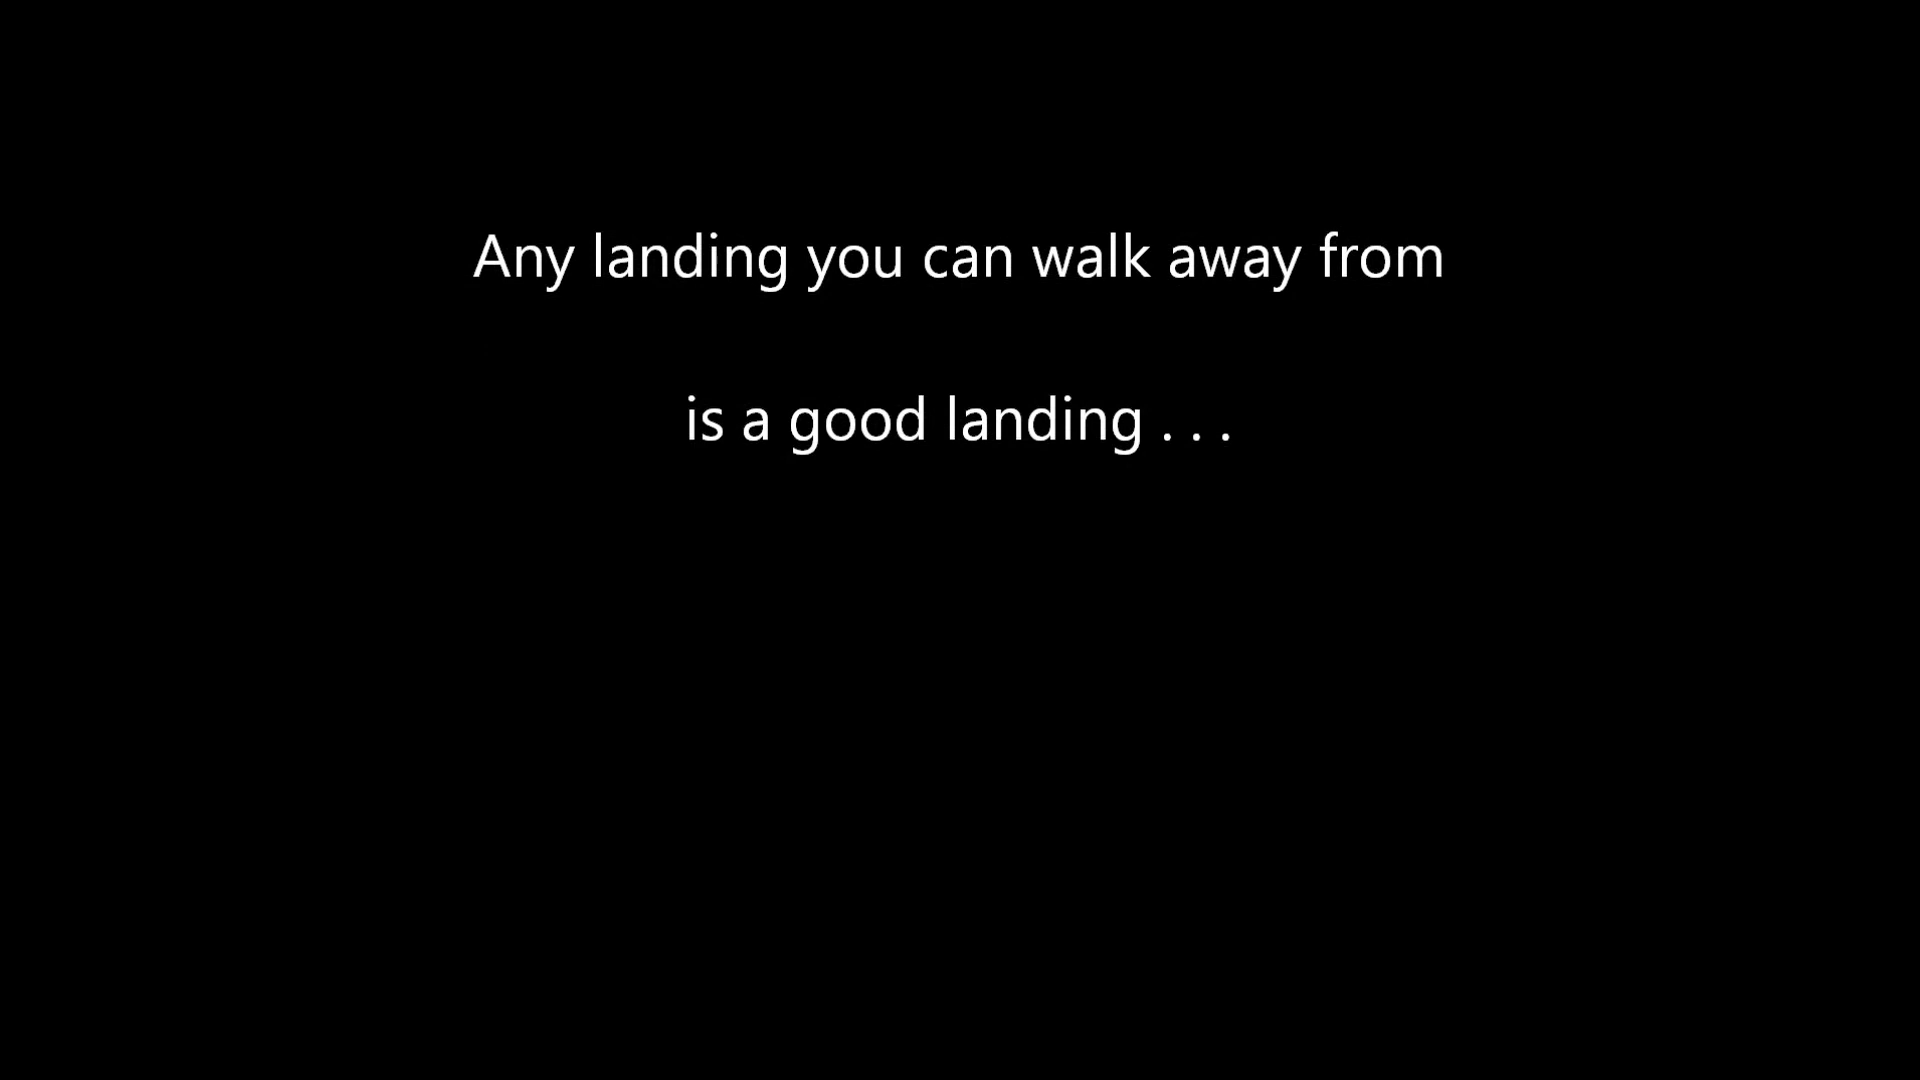 Any landing you can walk away from
is a good landing . . .